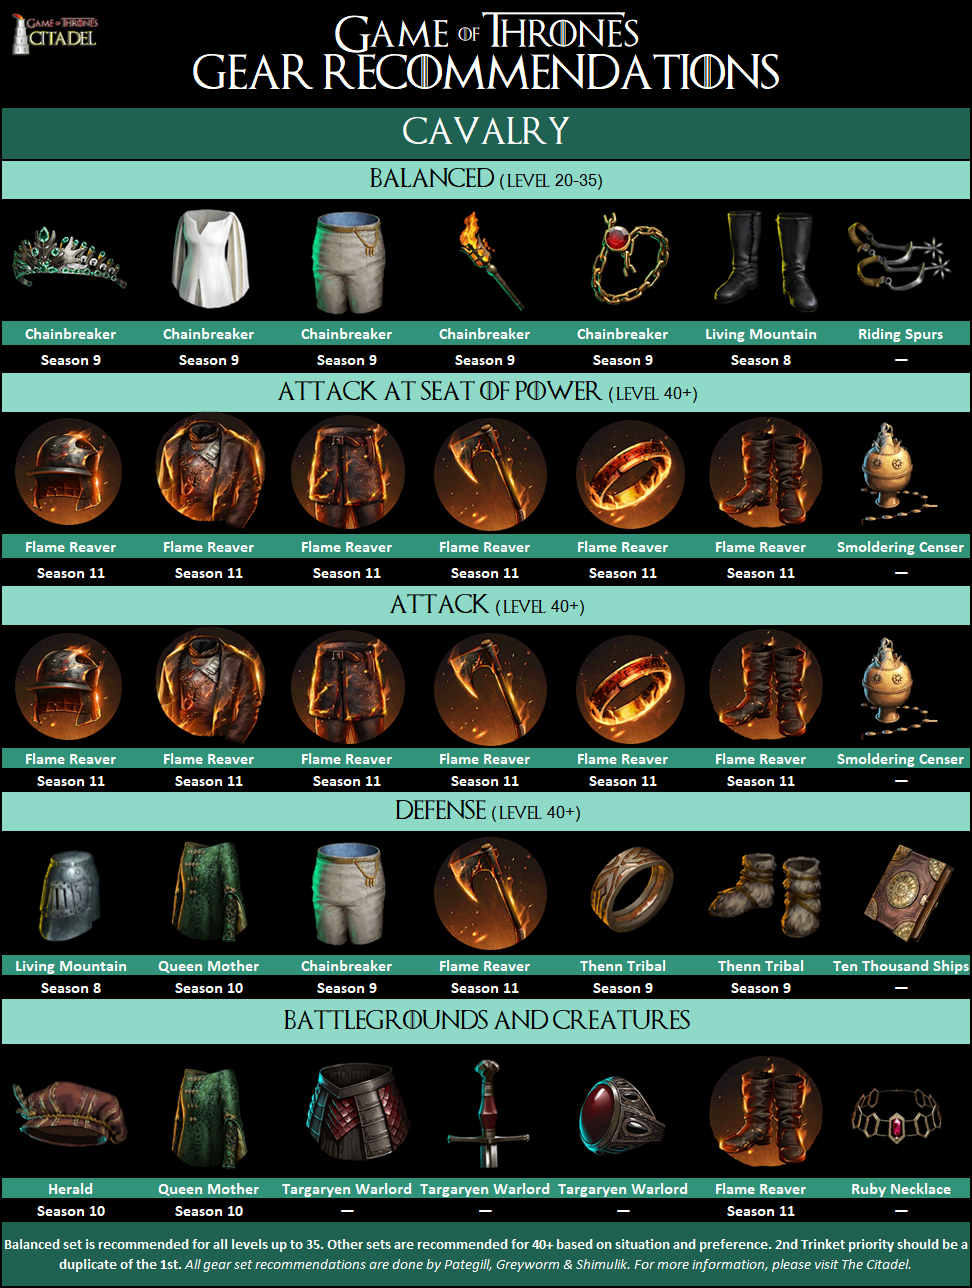 GAME OF THRONES
CITADEL
GAME OF THRONES
GEAR RECOMMENDATIONS
CAVALRY
BALANCED (LEVEL 20-35)
Chainbreaker Chainbreaker Chainbreaker Chainbreaker Chainbreaker Living Mountain Riding Spurs
Season 9 Season 9 Season 9 Season 9 Season 9 Season 8 —
ATTACK AT SEAT OF POWER (LEVEL 40+)
Flame Reaver Flame Reaver Flame Reaver Flame Reaver Flame Reaver Flame Reaver Smoldering Censer
Season 11 Season 11 Season 11 Season 11 Season 11 Season 11 —
ATTACK (LEVEL 40+)
Flame Reaver Flame Reaver Flame Reaver Flame Reaver Flame Reaver Flame Reaver Smoldering Censer
Season 11 Season 11 Season 11 Season 11 Season 11 Season 11 —
DEFENSE (LEVEL 40+)
Living Mountain Queen Mother Chainbreaker Flame Reaver Thenn Tribal Thenn Tribal Ten Thousand Ships
Season 8 Season 10 Season 9 Season 11 Season 9 Season 9 —
BATTLEGROUNDS AND CREATURES
Herald Queen Mother Targaryen Warlord Targaryen Warlord Targaryen Warlord Flame Reaver Ruby Necklace
Season 10 Season 10 — — — Season 11 —
Balanced set is recommended for all levels up to 35. Other sets are recommended for 40+ based on situation and preference. 2nd Trinket priority should be a
duplicate of the 1st. All gear set recommendations are done by Pategill, Greyworm & Shimulik. For more information, please visit The Citadel.